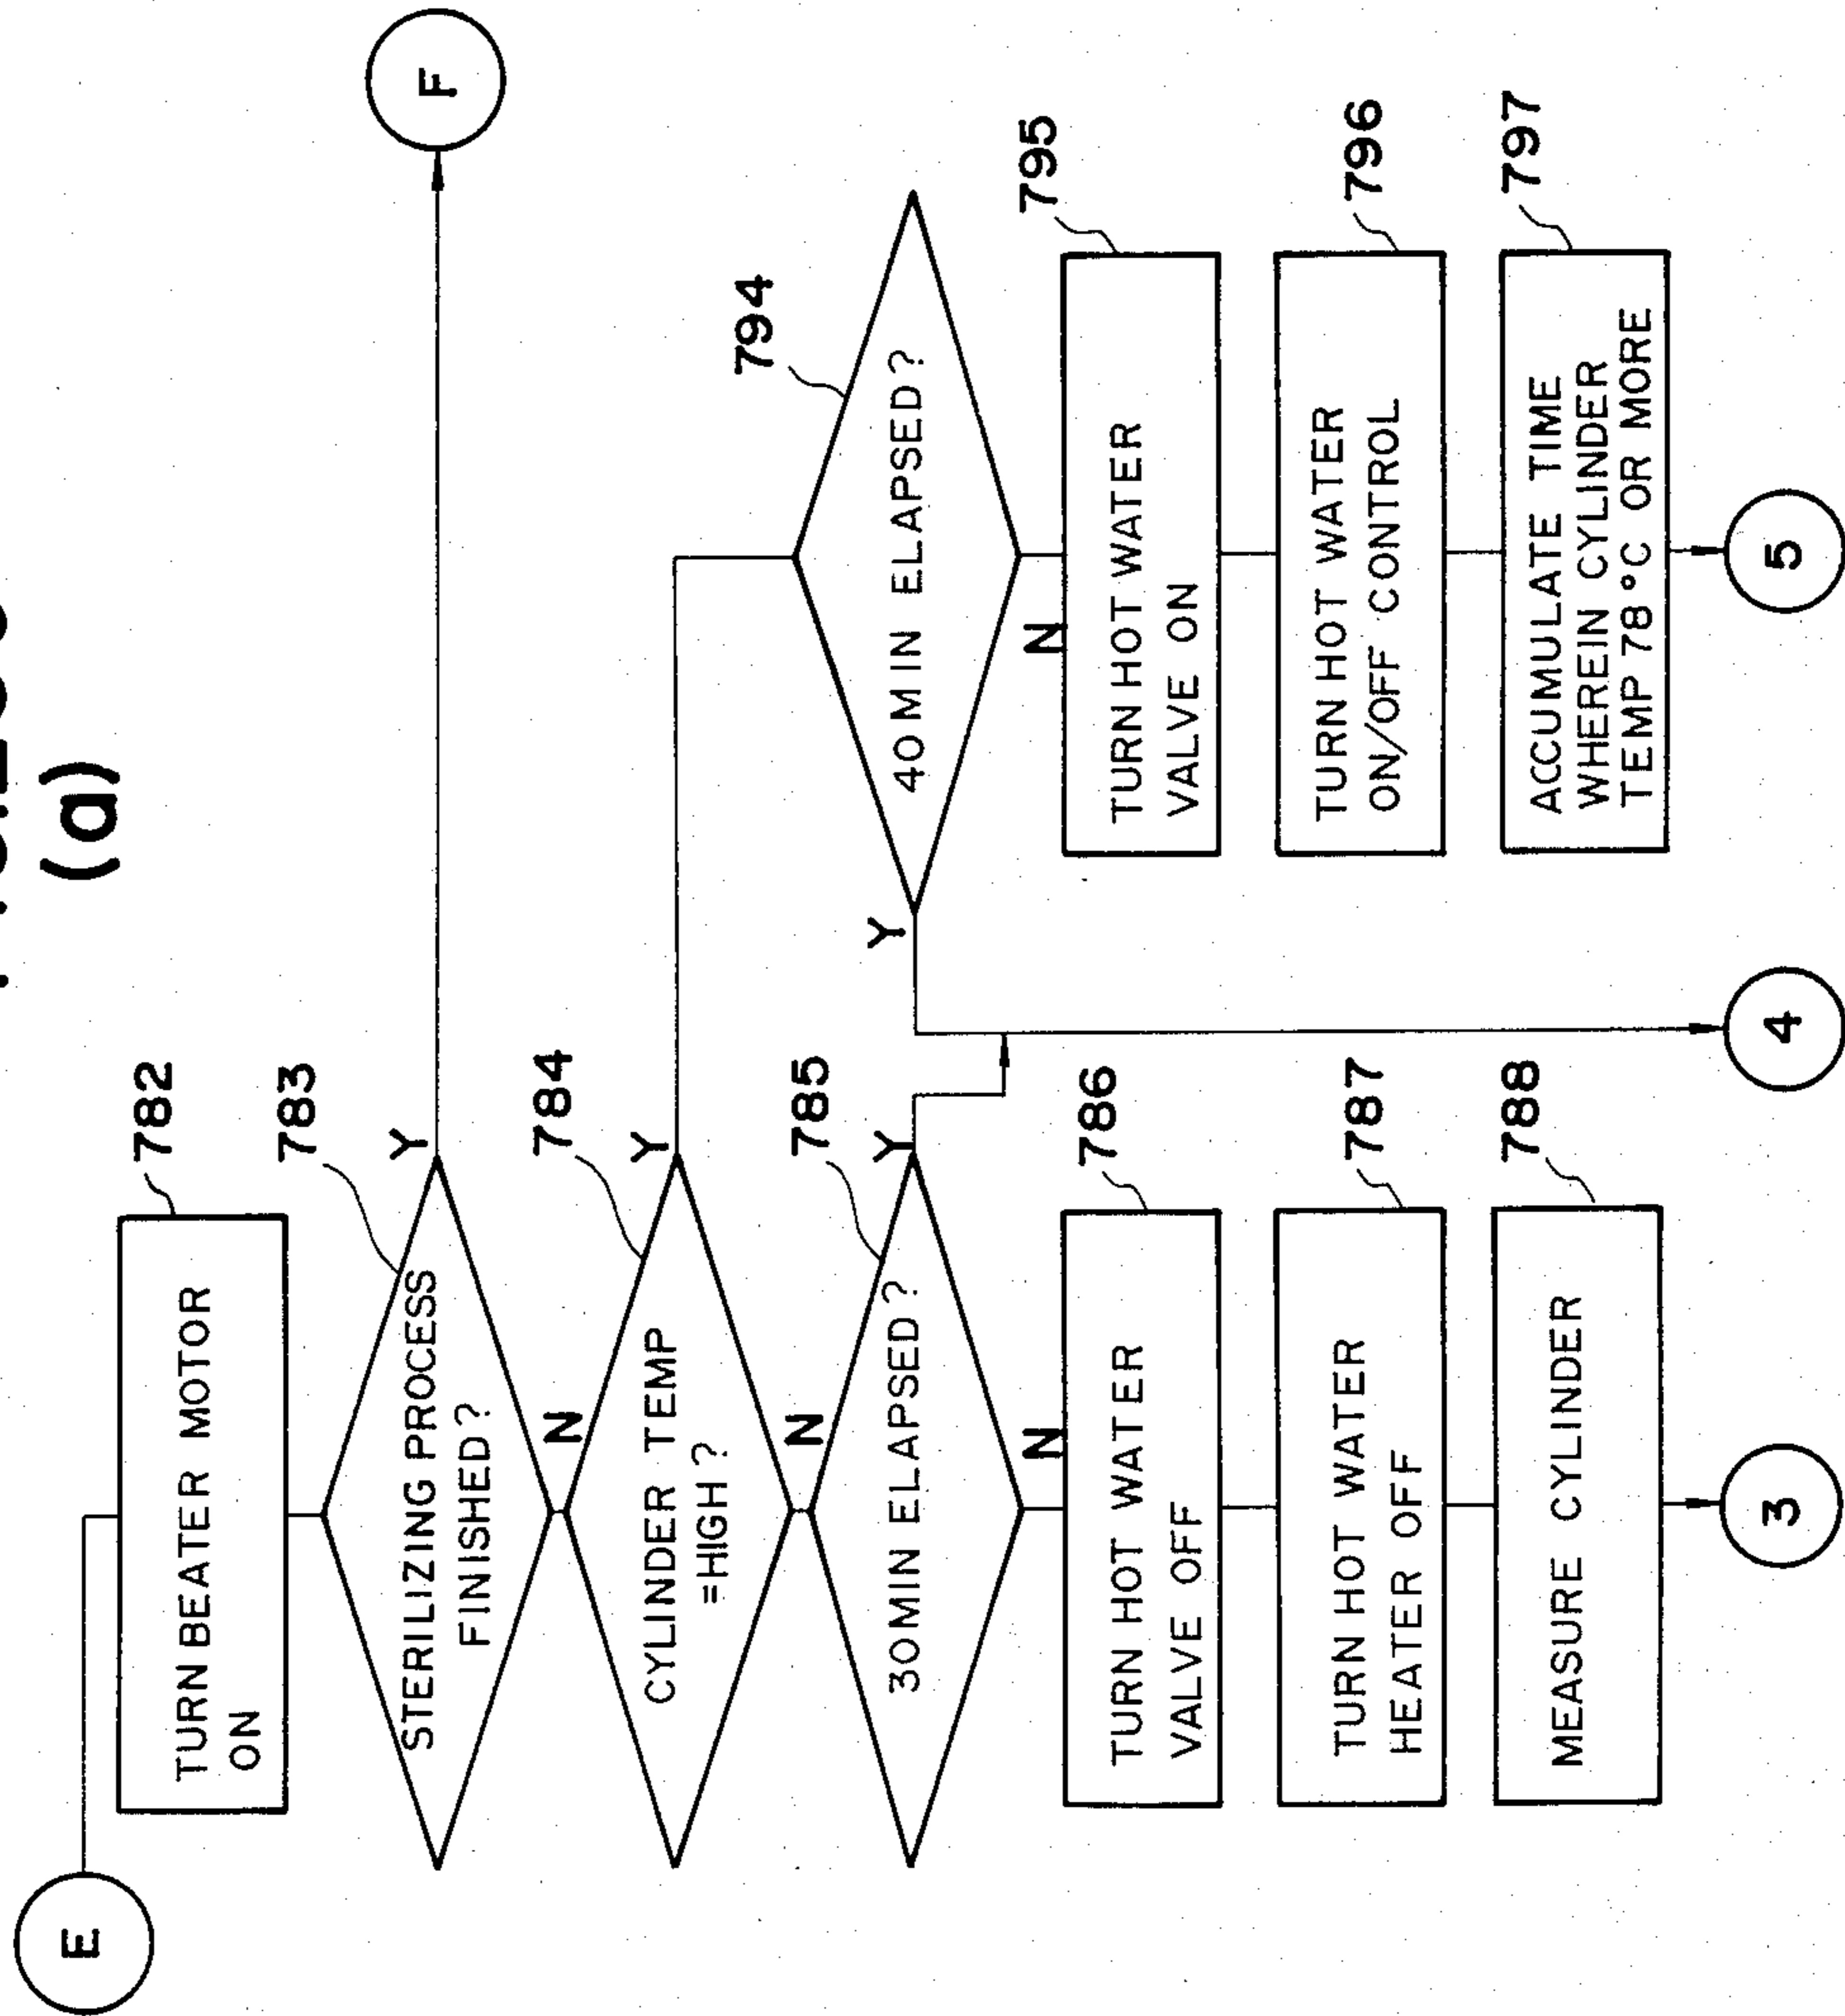 (a)
E
782
TURN BEATER MOTOR
ON
783
STERILIZING PROCESS
FINISHED?
Y
F
N
784
CYLINDER TEMP
=HIGH?
Y
N
785
30MIN ELAPSED?
Y
N
786
TURN HOT WATER
VALVE OFF
787
TURN HOT WATER
HEATER OFF
788
MEASURE CYLINDER
3
794
40MIN ELAPSED?
Y
4
N
795
TURN HOT WATER
VALVE ON
796
TURN HOT WATER
ON/OFF CONTROL
797
ACCUMULATE TIME
WHEREIN CYLINDER
TEMP 78°C OR MORE
5